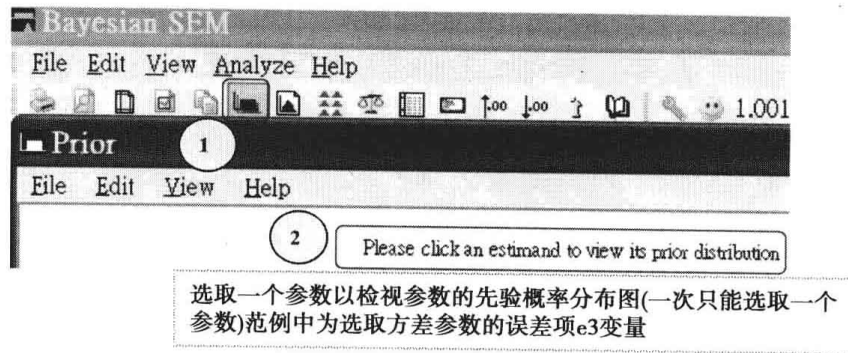 Bayesian SEM
File Edit View Analyze Help
1.001
Prior
1
File Edit View Help
2
Please click an estimand to view its prior distribution
选取一个参数以检视参数的先验概率分布图(一次只能选取一个
参数)范例中为选取方差参数的误差项e3变量